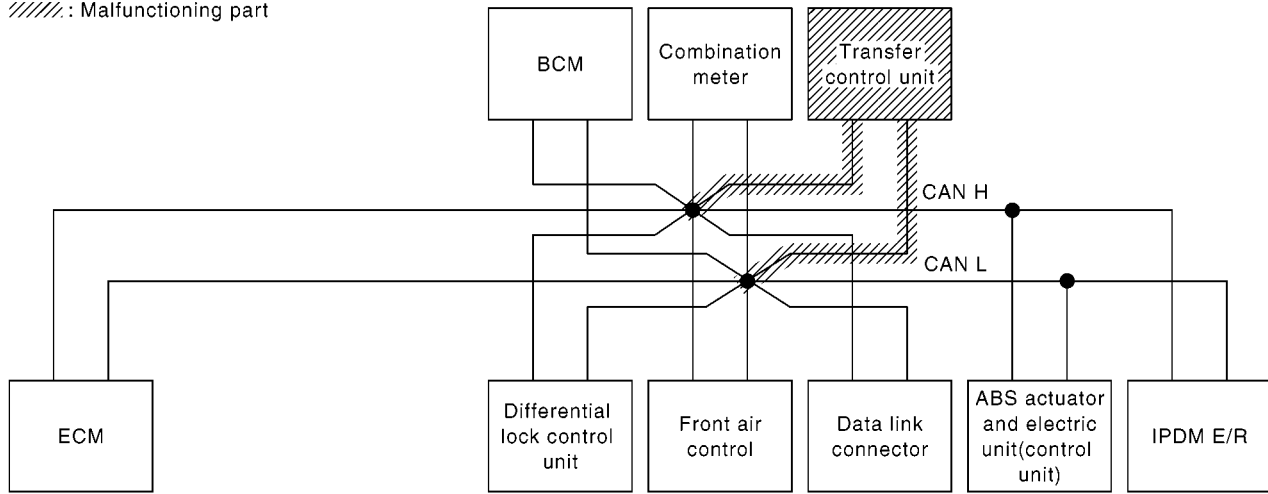 : Malfunctioning part
BCM
Combination
meter
Transfer
control unit
CAN H
CAN L
ECM
Differential
lock control
unit
Front air
control
Data link
connector
ABS actuator
and electric
unit(control
unit)
IPDM E/R